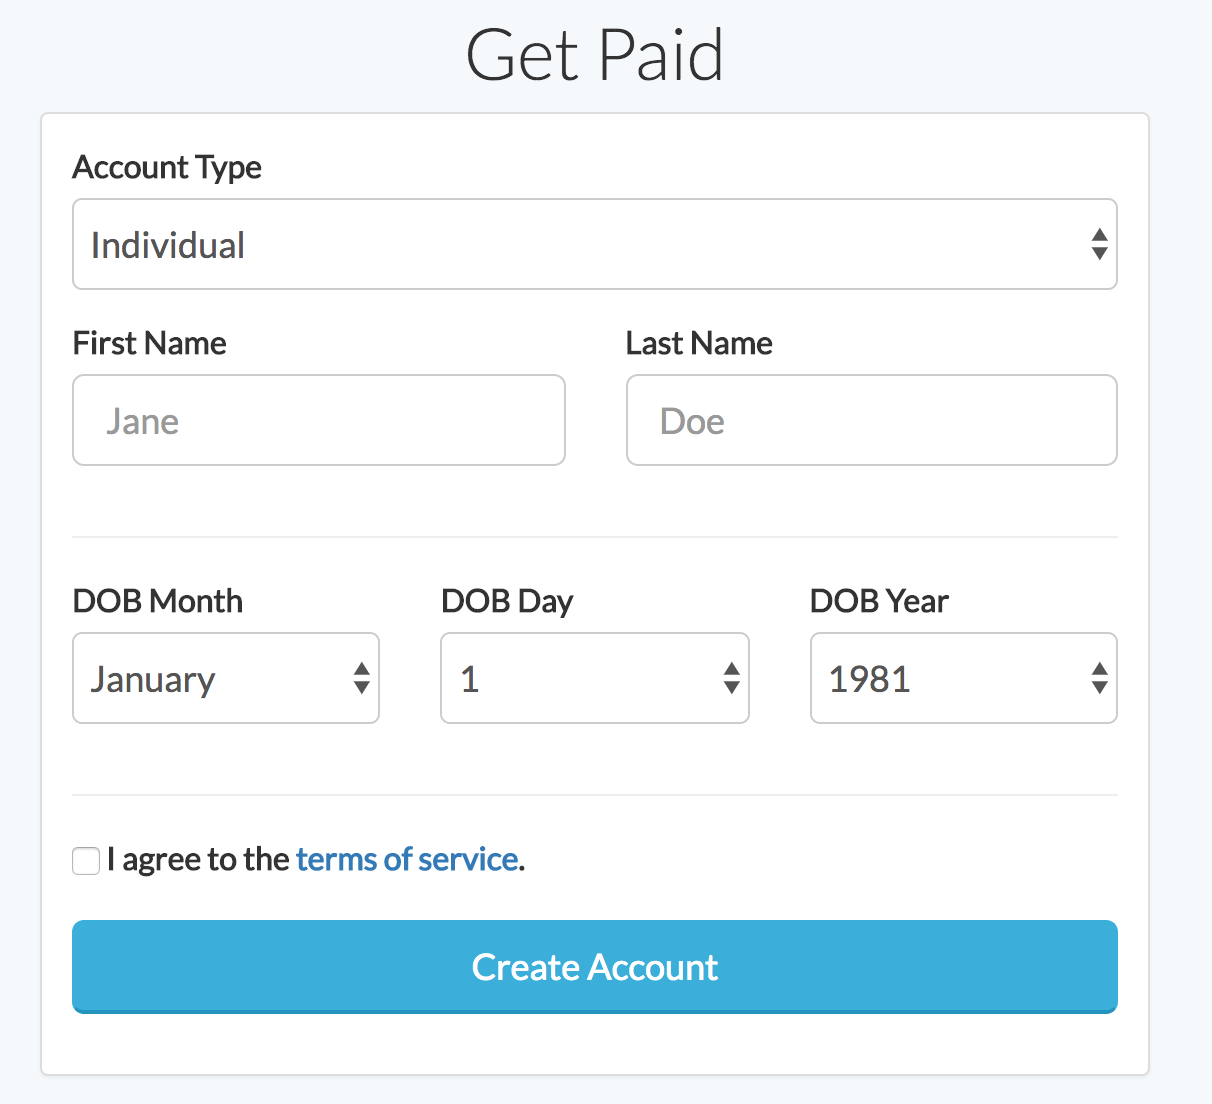 Get Paid
Account Type
Individual
First Name Last Name
Jane Doe
DOB Month DOB Day DOB Year
January 1 1981
I agree to the terms of service.
Create Account